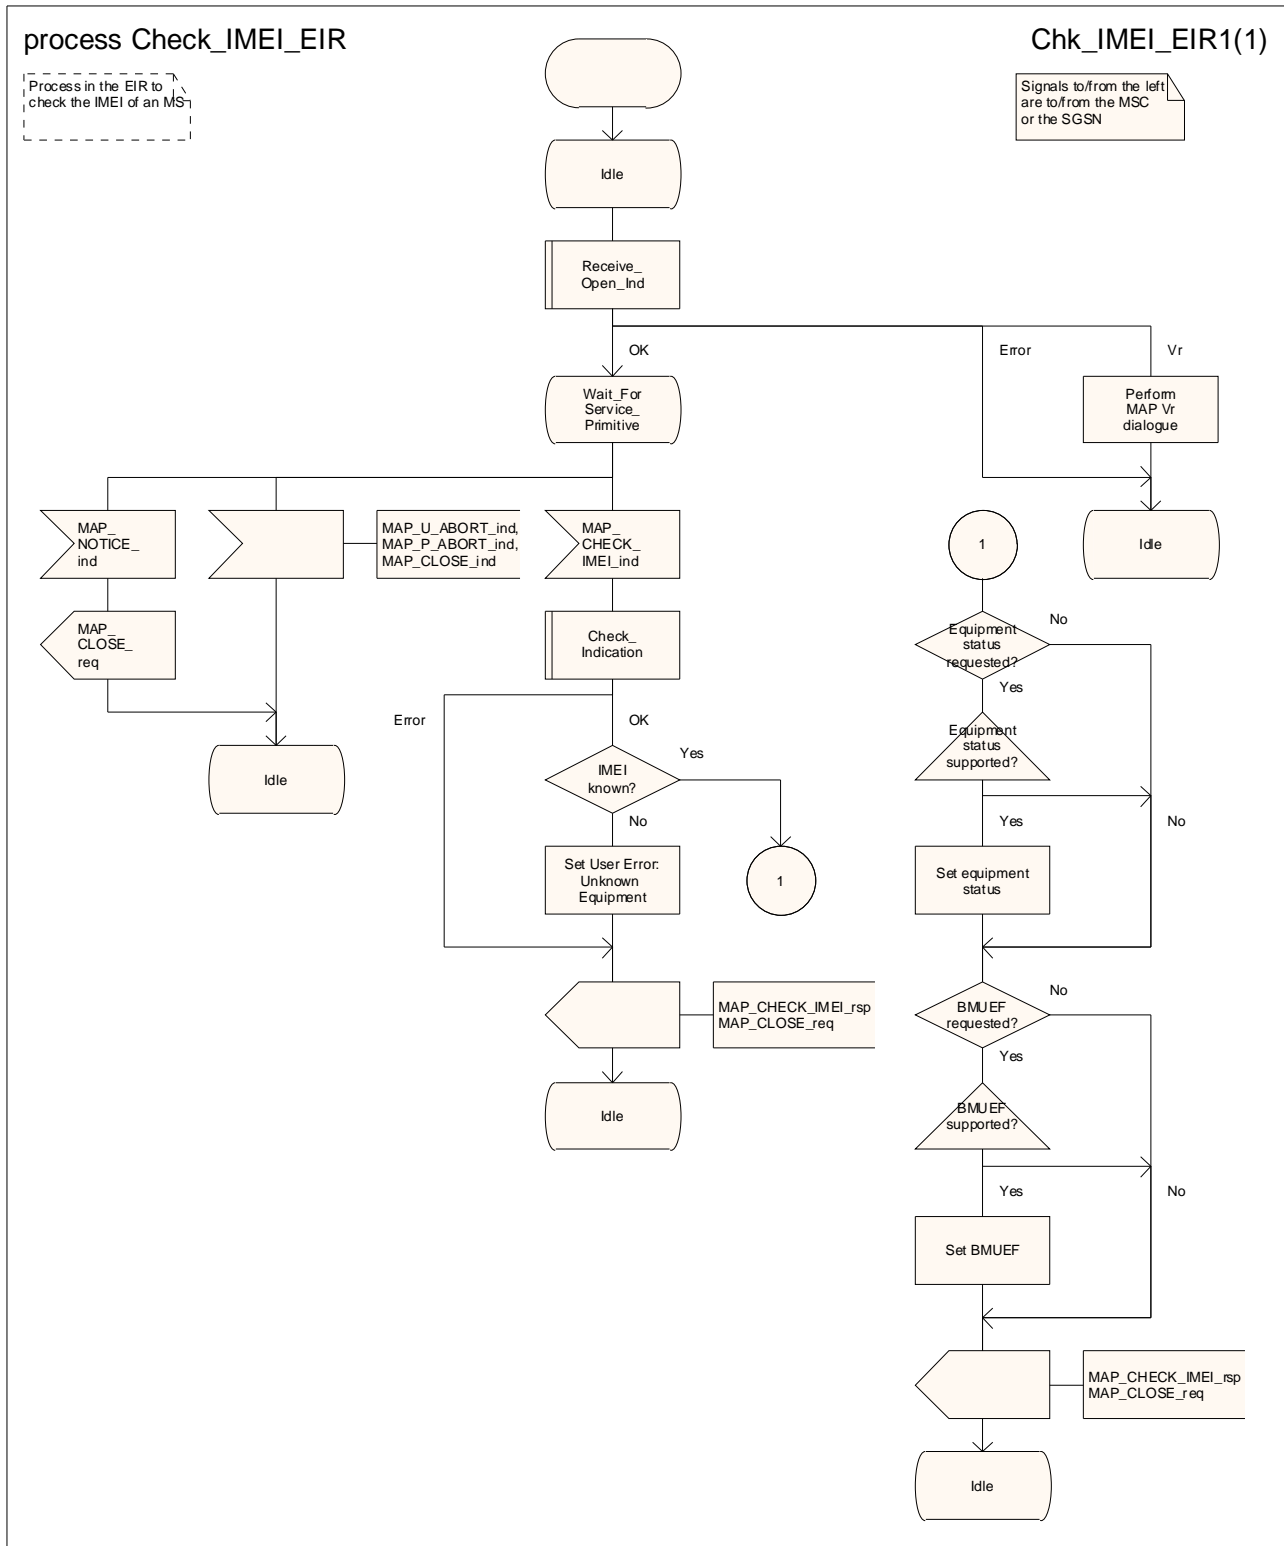 process Check_IMEI_EIR
Chk_IMEI_EIR1(1)
Process in the EIR to
check the IMEI of an MS
Signals to/from the left
are to/from the MSC
or the SGSN
Idle
Receive_
Open_Ind
OK
Error
Vr
Wait_For
Service_
Primitive
Perform
MAP Vr
dialogue
MAP_
NOTICE_
ind
MAP_U_ABORT_ind,
MAP_P_ABORT_ind,
MAP_CLOSE_ind
MAP_
CHECK_
IMEI_ind
1
Idle
MAP_
CLOSE_
req
Check_
Indication
Equipment
status
requested?
No
Yes
Error
OK
Equipment
status
supported?
Idle
IMEI
known?
Yes
No
Yes
No
Set User Error:
Unknown
Equipment
1
Set equipment
status
MAP_CHECK_IMEI_rsp
MAP_CLOSE_req
BMUEF
requested?
No
Yes
Idle
BMUEF
supported?
Yes
No
Set BMUEF
MAP_CHECK_IMEI_rsp
MAP_CLOSE_req
Idle